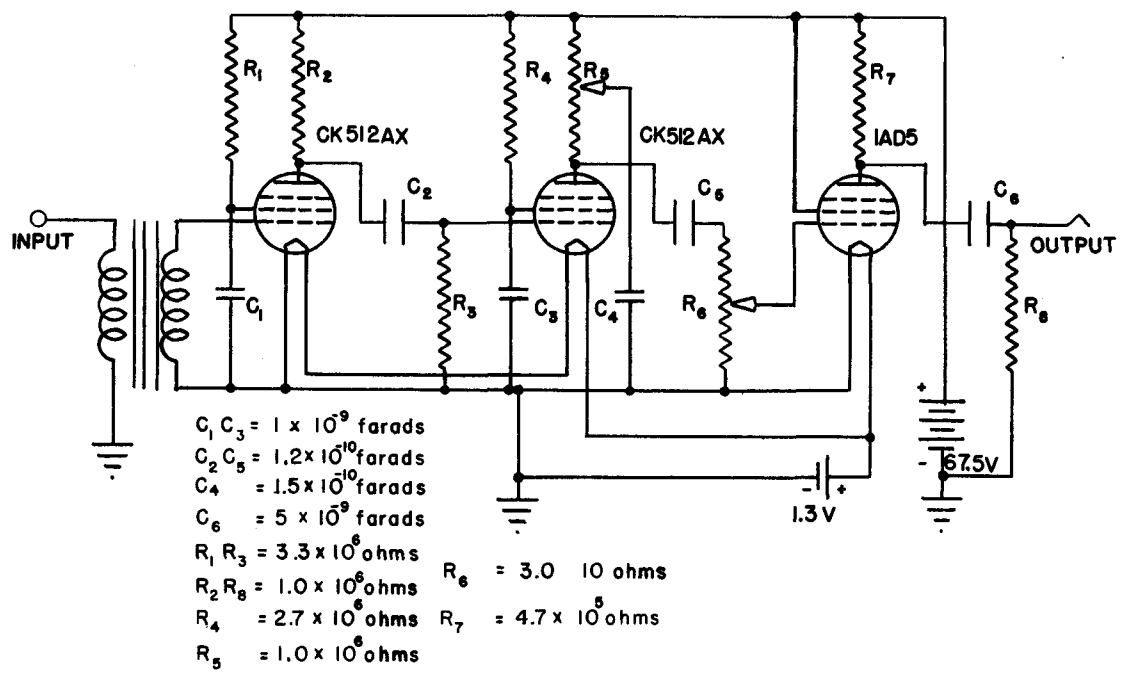 R₁
R₂
R₄
R₅
R₇
CK512AX
CK512AX
1AD5
C₂
C₅
C₆
INPUT
OUTPUT
C₁
R₃
C₃
C₄
R₆
R₈
+
-
67.5V
- +
1.3V
C₁ C₃ = 1 x 10⁻⁹ farads
C₂ C₅ = 1.2 x 10⁻¹⁰ farads
C₄ = 1.5 x 10⁻¹⁰ farads
C₆ = 5 x 10⁻⁹ farads
R₁ R₃ = 3.3 x 10⁶ ohms
R₂ R₈ = 1.0 x 10⁶ ohms
R₄ = 2.7 x 10⁶ ohms
R₅ = 1.0 x 10⁶ ohms
R₆ = 3.0 10 ohms
R₇ = 4.7 x 10⁵ ohms